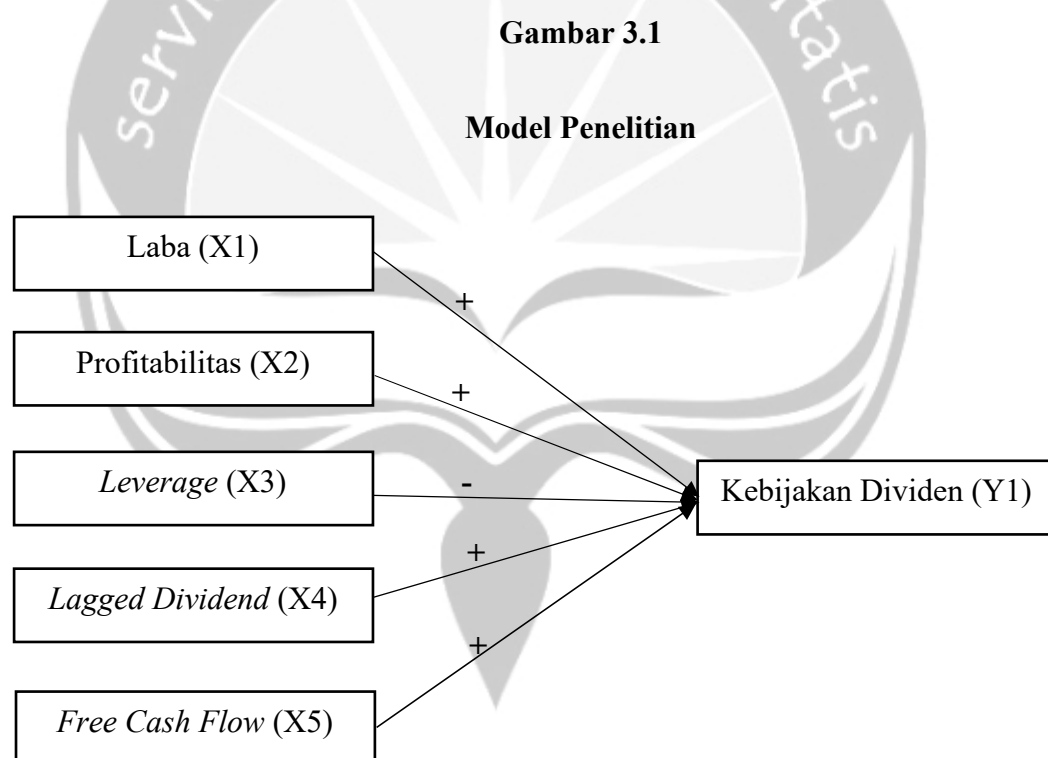 Gambar 3.1
Model Penelitian
Laba (X1)
+
Profitabilitas (X2)
+
Leverage (X3)
-
Kebijakan Dividen (Y1)
Lagged Dividend (X4)
+
Free Cash Flow (X5)
+